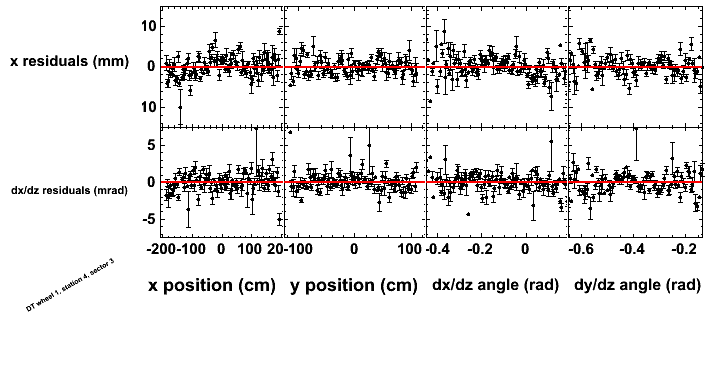 10
x residuals (mm)
0
10
5
dx/dz residuals (mrad)
0
-5
-200 -100 0 100 20 -100 0 100 -0.4 -0.2 0 -0.6 -0.4 -0.2
x position (cm) y position (cm) dx/dz angle (rad) dy/dz angle (rad)
DT wheel 1, station 4, sector 3